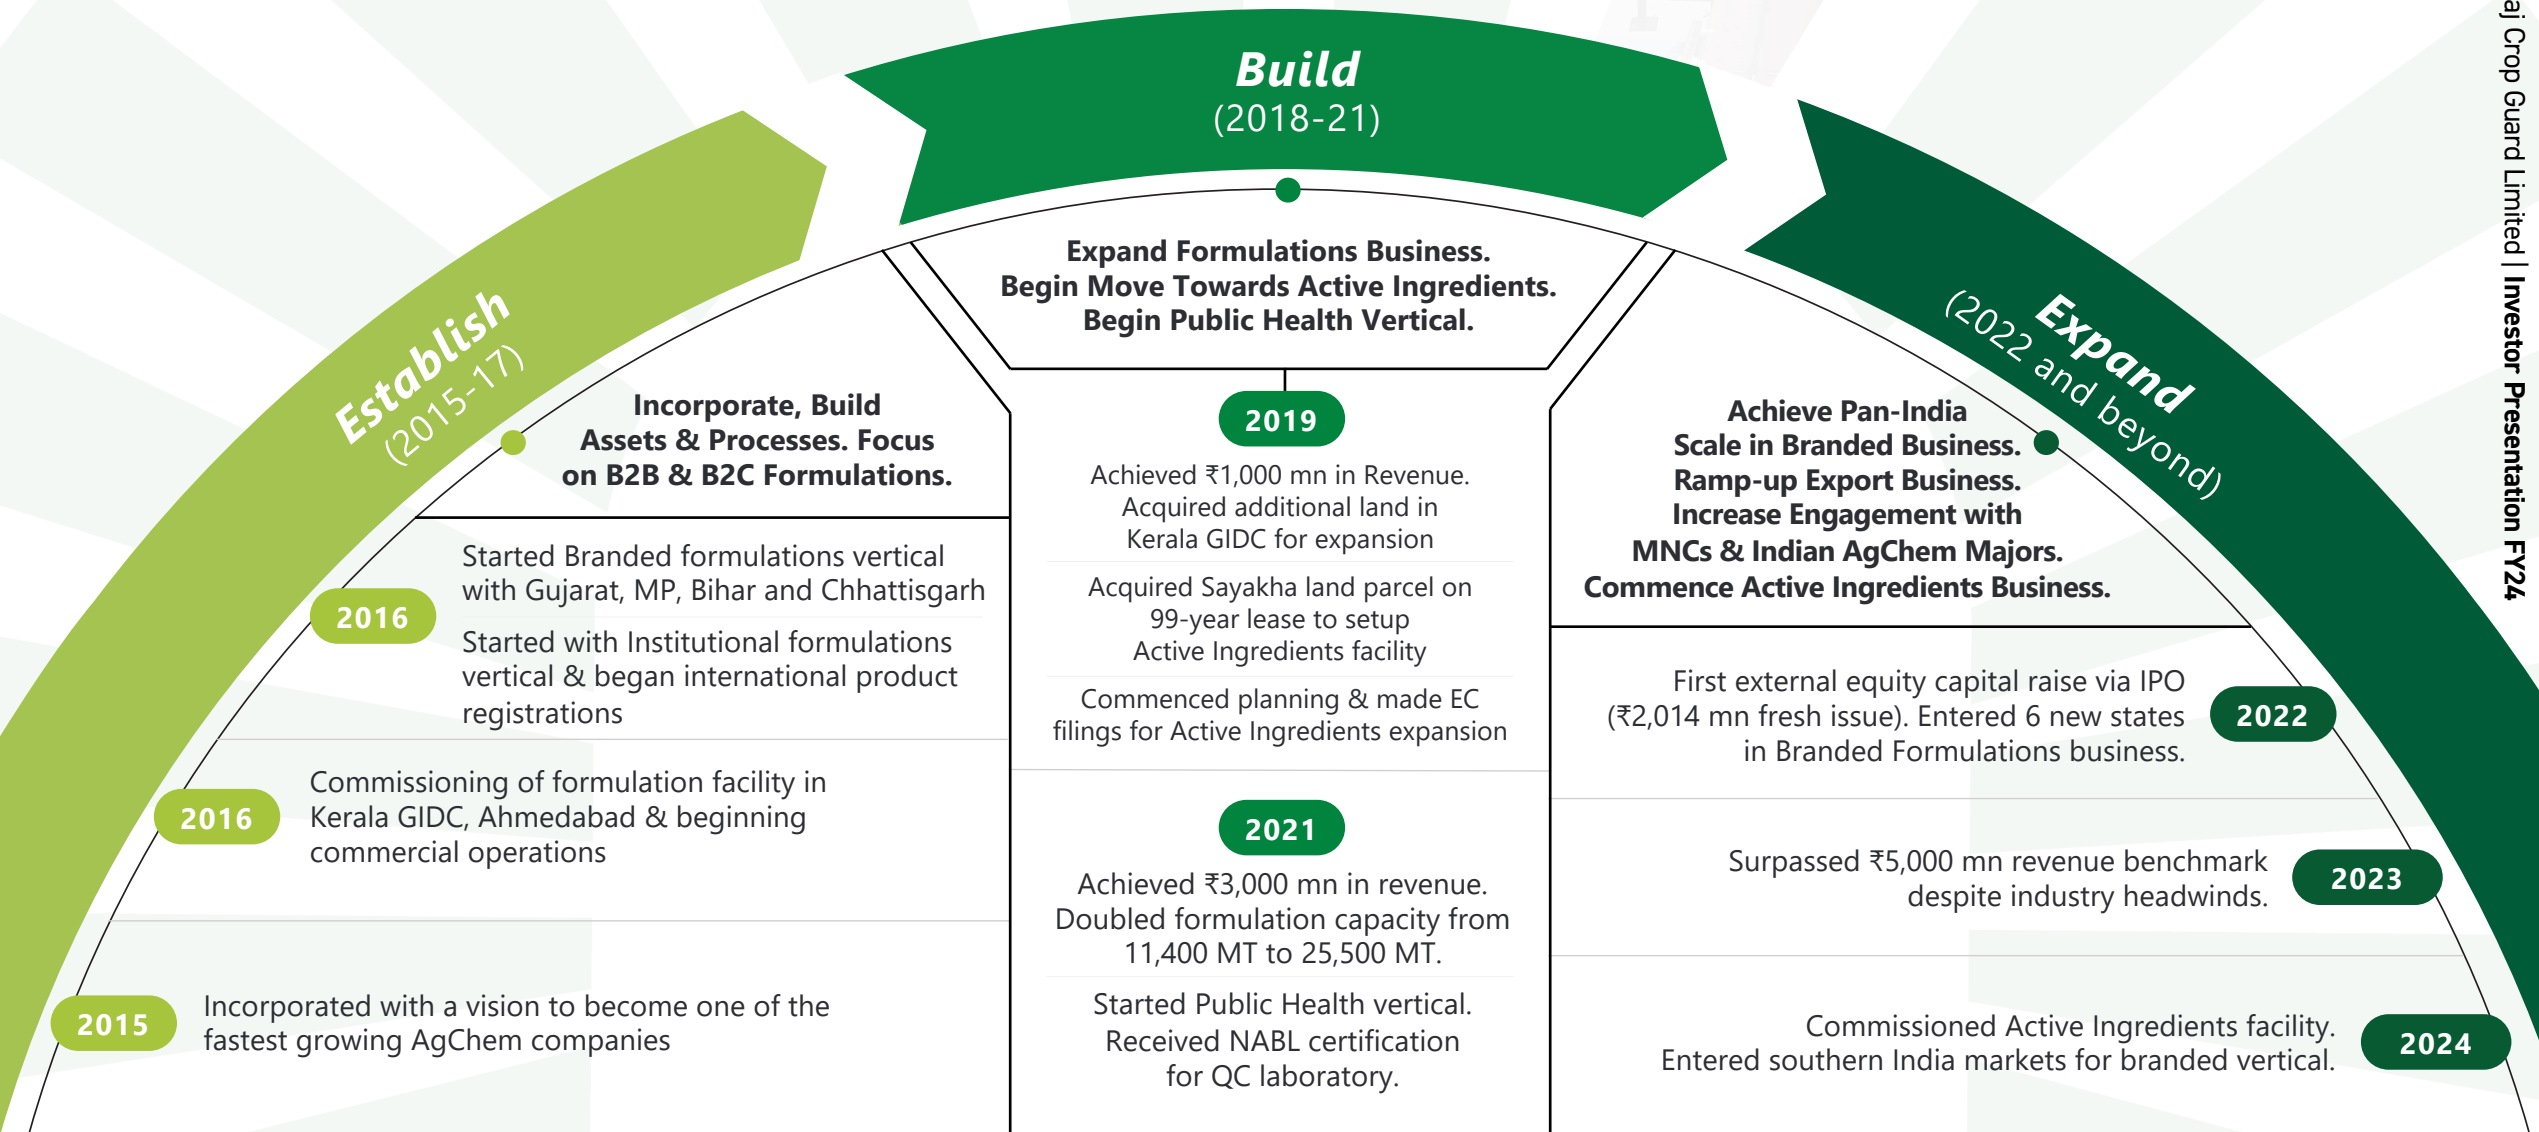 Build
(2018-21)
Establish
(2015-17)
Expand
(2022 and beyond)
Incorporate, Build
Assets & Processes. Focus
on B2B & B2C Formulations.
2016
Started Branded formulations vertical
with Gujarat, MP, Bihar and Chhattisgarh
Started with Institutional formulations
vertical & began international product
registrations
2016
Commissioning of formulation facility in
Kerala GIDC, Ahmedabad & beginning
commercial operations
2015
Incorporated with a vision to become one of the
fastest growing AgChem companies
Expand Formulations Business.
Begin Move Towards Active Ingredients.
Begin Public Health Vertical.
2019
Achieved ₹1,000 mn in Revenue.
Acquired additional land in
Kerala GIDC for expansion
Acquired Sayakha land parcel on
99-year lease to setup
Active Ingredients facility
Commenced planning & made EC
filings for Active Ingredients expansion
2021
Achieved ₹3,000 mn in revenue.
Doubled formulation capacity from
11,400 MT to 25,500 MT.
Started Public Health vertical.
Received NABL certification
for QC laboratory.
Achieve Pan-India
Scale in Branded Business.
Ramp-up Export Business.
Increase Engagement with
MNCs & Indian AgChem Majors.
Commence Active Ingredients Business.
First external equity capital raise via IPO
(₹2,014 mn fresh issue). Entered 6 new states
in Branded Formulations business.
2022
Surpassed ₹5,000 mn revenue benchmark
despite industry headwinds.
2023
Commissioned Active Ingredients facility.
Entered southern India markets for branded vertical.
2024
aj Crop Guard Limited | Investor Presentation FY24